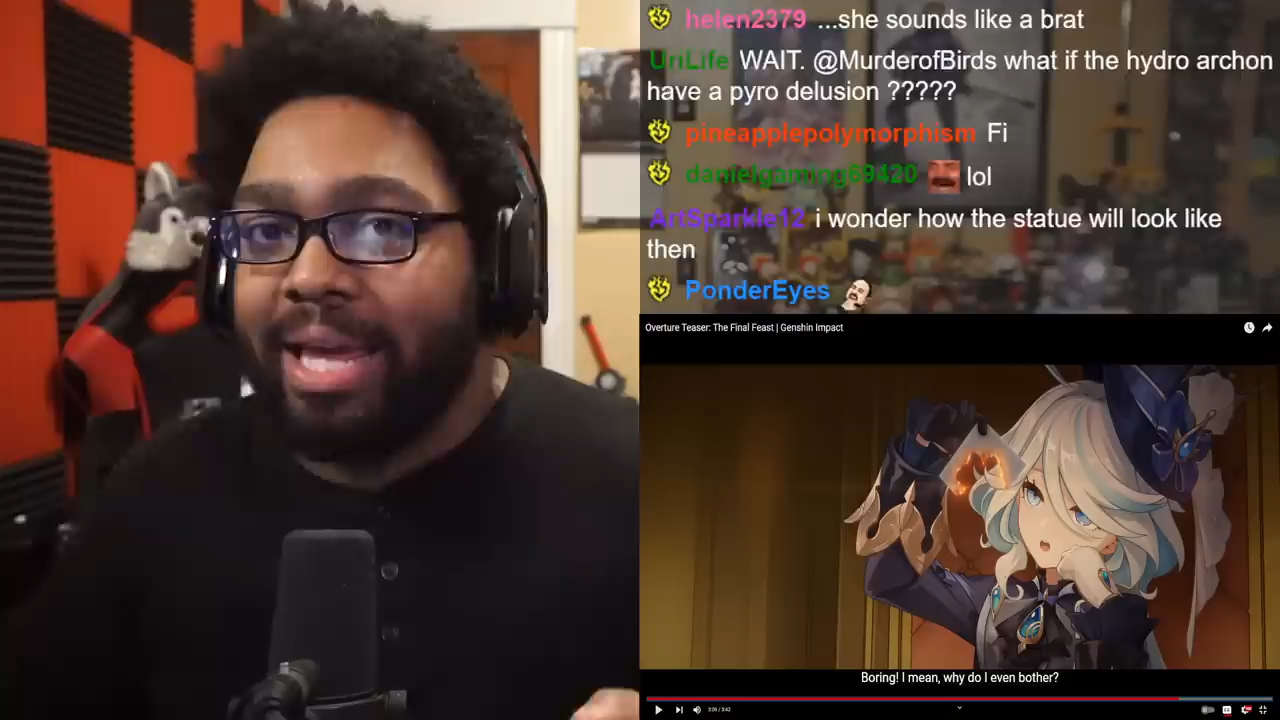 helen2379 ...she sounds like a brat
UriLife WAIT. @MurderofBirds what if the hydro archon
have a pyro delusion ?????
pineapplepolymorphism Fi
danielgaming69420 lol
ArtSparkle12 i wonder how the statue will look like
then
PonderEyes
Overture Teaser: The Final Feast | Genshin Impact
Boring! I mean, why do I even bother?